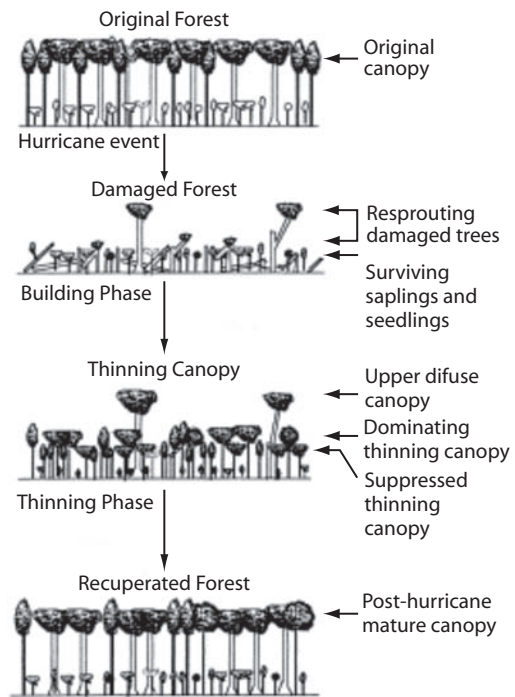 Original Forest
Original
canopy
Hurricane event
Damaged Forest
Resprouting
damaged trees
Surviving
saplings and
seedlings
Building Phase
Thinning Canopy
Upper difuse
canopy
Dominating
thinning canopy
Suppressed
thinning
canopy
Thinning Phase
Recuperated Forest
Post-hurricane
mature canopy